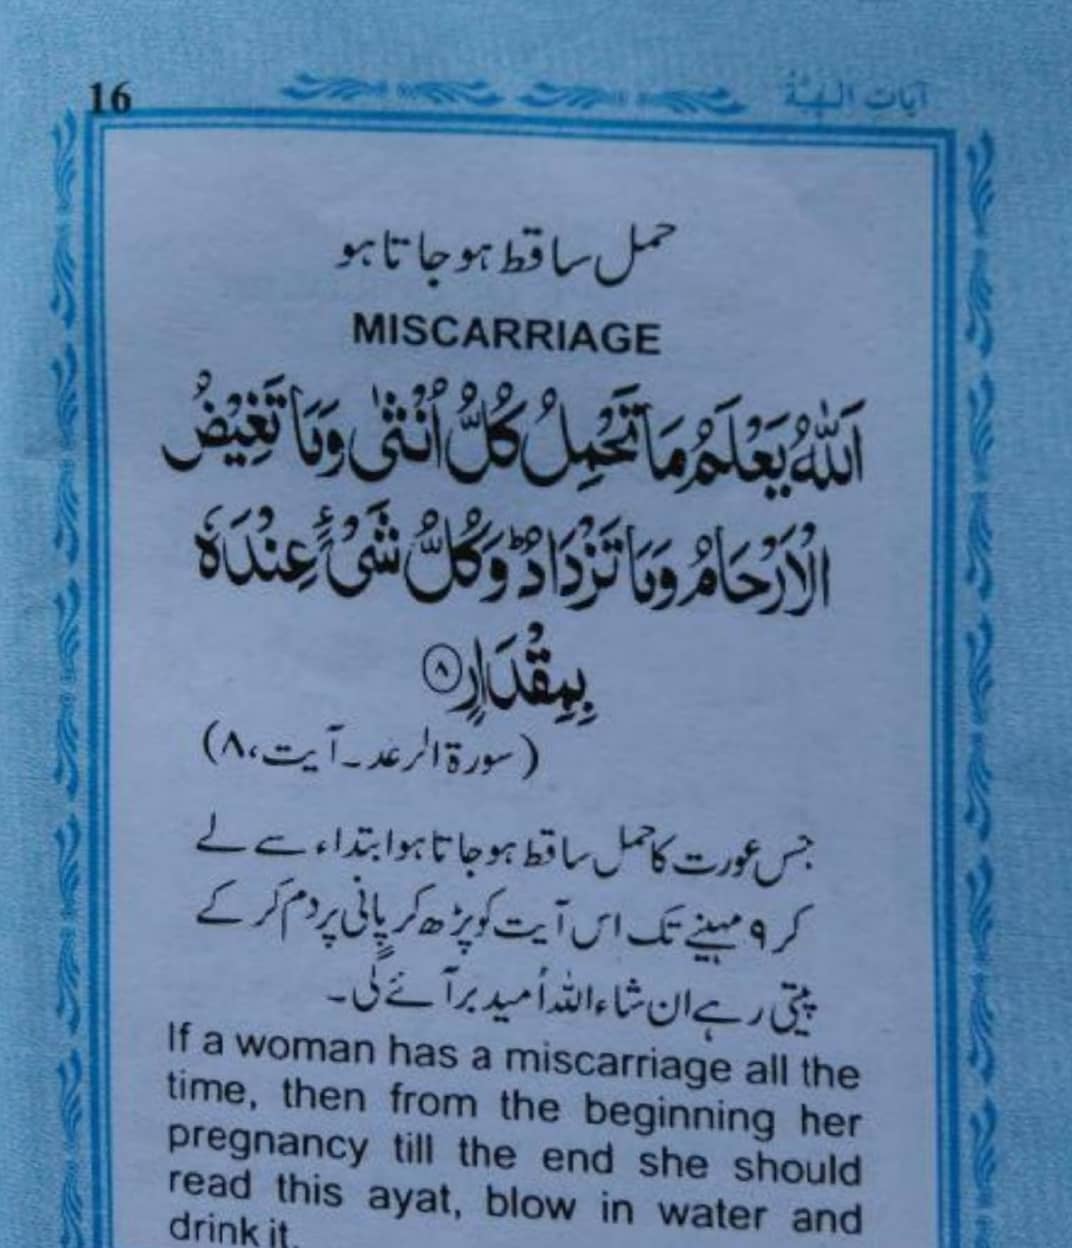 16
آیاتِ الٰہیَّہ
حمل ساقط ہو جاتا ہو
MISCARRIAGE
اَللّٰهُ يَعْلَمُ مَا تَحْمِلُ كُلُّ اُنْثٰى وَمَا تَغِيْضُ
الْاَرْحَامُ وَمَا تَزْدَادُ ؕ وَكُلُّ شَيْءٍ عِنْدَهٗ
بِمِقْدَارٍ ۸
(سورۃ الرعد۔ آیت، ۸)
جس عورت کا حمل ساقط ہو جاتا ہو ابتداء سے لے
کر ۹ مہینے تک اس آیت کو پڑھ کر پانی پر دم کر کے
پیتی رہے ان شاء اللہ اُمید بر آئے گی۔
If a woman has a miscarriage all the
time, then from the beginning her
pregnancy till the end she should
read this ayat, blow in water and
drink it.